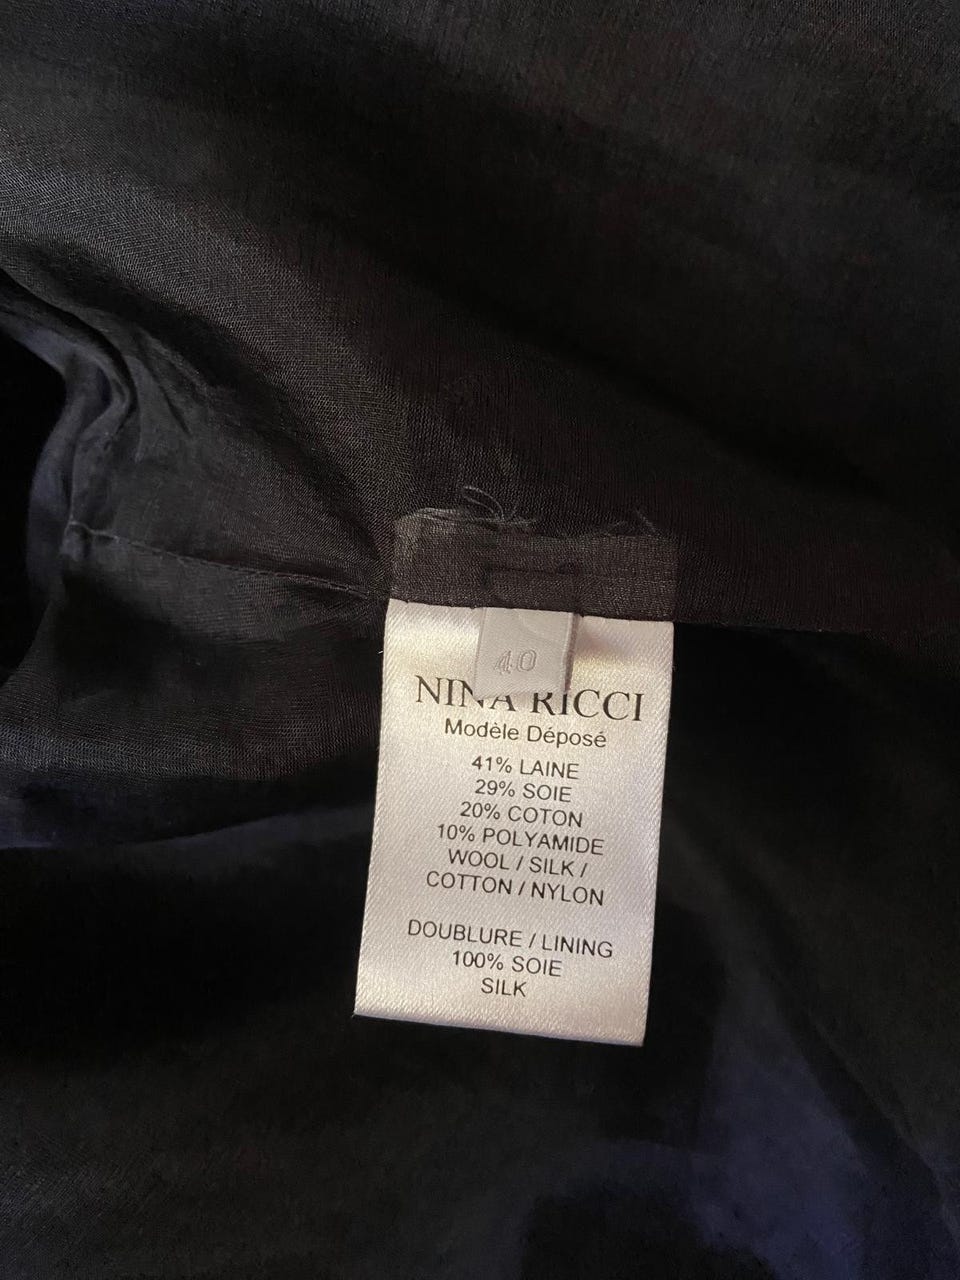 40
NINA RICCI
Modèle Déposé
41% LAINE
29% SOIE
20% COTON
10% POLYAMIDE
WOOL / SILK /
COTTON / NYLON
DOUBLURE / LINING
100% SOIE
SILK